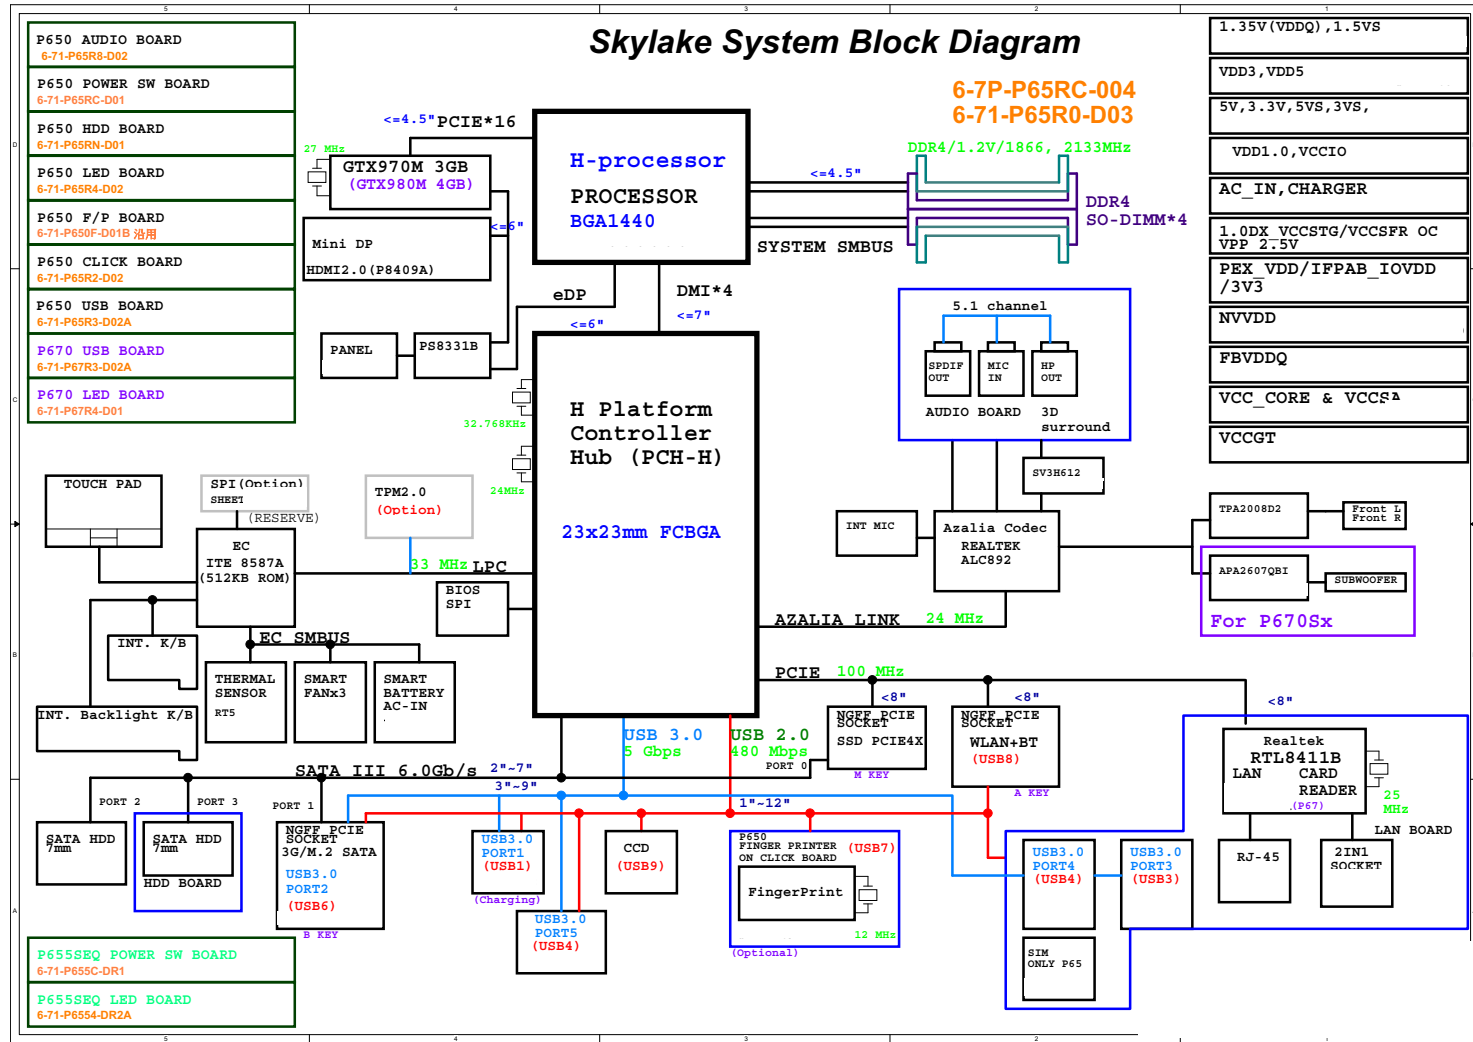 Skylake System Block Diagram
6-7P-P65RC-004
6-71-P65R0-D03
P650 AUDIO BOARD
6-71-P65R8-D02
P650 POWER SW BOARD
6-71-P65RC-D01
P650 HDD BOARD
6-71-P65RN-D01
P650 LED BOARD
6-71-P65R4-D02
P650 F/P BOARD
6-71-P650F-D01B 沿用
P650 CLICK BOARD
6-71-P65R2-D02
P650 USB BOARD
6-71-P65R3-D02A
P670 USB BOARD
6-71-P67R3-D02A
P670 LED BOARD
6-71-P67R4-D01
1.35V(VDDQ),1.5VS
VDD3,VDD5
5V,3.3V,5VS,3VS,
VDD1.0,VCCIO
AC_IN,CHARGER
1.0DX_VCCSTG/VCCSFR_OC
VPP_2.5V
PEX_VDD/IFPAB_IOVDD
/3V3
NVVDD
FBVDDQ
VCC_CORE & VCCSA
VCCGT
<=4.5"
PCIE*16
27 MHz
GTX970M 3GB
(GTX980M 4GB)
<=6"
Mini DP
HDMI2.0(P8409A)
H-processor
PROCESSOR
BGA1440
DDR4/1.2V/1866, 2133MHz
<=4.5"
DDR4
SO-DIMM*4
SYSTEM SMBUS
eDP
DMI*4
<=6"
<=7"
PANEL
PS8331B
32.768KHz
24MHz
H Platform
Controller
Hub (PCH-H)
23x23mm FCBGA
5.1 channel
SPDIF
OUT
MIC
IN
HP
OUT
AUDIO BOARD
3D
surround
SV3H612
INT MIC
Azalia Codec
REALTEK
ALC892
TPA2008D2
Front L
Front R
APA2607QBI
SUBWOOFER
For P670Sx
AZALIA LINK
24 MHz
TOUCH PAD
SPI(Option)
SHEET
(RESERVE)
TPM2.0
(Option)
EC
ITE 8587A
(512KB ROM)
33 MHz
LPC
BIOS
SPI
INT. K/B
EC SMBUS
INT. Backlight K/B
THERMAL
SENSOR
RT5
SMART
FANx3
SMART
BATTERY
AC-IN
PCIE
100 MHz
<8"
<8"
<8"
NGFF PCIE
SOCKET
SSD PCIE4X
PORT 0
M KEY
NGFF PCIE
SOCKET
WLAN+BT
(USB8)
A KEY
Realtek
RTL8411B
LAN
CARD
READER
(P67)
25
MHz
LAN BOARD
RJ-45
2IN1
SOCKET
USB 3.0
5 Gbps
USB 2.0
480 Mbps
SATA III 6.0Gb/s
2"~7"
3"~9"
1"~12"
PORT 2
PORT 3
PORT 1
SATA HDD
7mm
SATA HDD
7mm
HDD BOARD
NGFF PCIE
SOCKET
3G/M.2 SATA
USB3.0
PORT2
(USB6)
B KEY
USB3.0
PORT1
(USB1)
(Charging)
USB3.0
PORT5
(USB4)
CCD
(USB9)
P650
FINGER PRINTER
ON CLICK BOARD
(USB7)
FingerPrint
12 MHz
(Optional)
USB3.0
PORT4
(USB4)
USB3.0
PORT3
(USB3)
SIM
ONLY P65
P655SEQ POWER SW BOARD
6-71-P655C-DR1
P655SEQ LED BOARD
6-71-P6554-DR2A